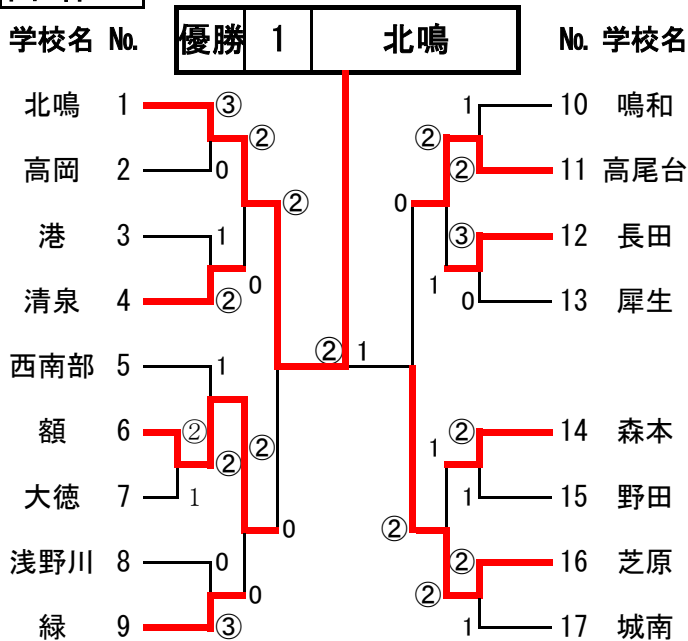 学校名 No. 優勝 1 北鳴 No. 学校名
北鳴 1 ③ 1 10 鳴和
② ②
高岡 2 0 ② 11 高尾台
② 0
港 3 1 ③ 12 長田
0 1
清泉 4 ② 0 13 犀生
② 1
西南部 5 1
額 6 ② ② 14 森本
② 1
②
大徳 7 1 1 15 野田
0 ②
浅野川 8 0 ② 16 芝原
0 ②
緑 9 ③ 1 17 城南